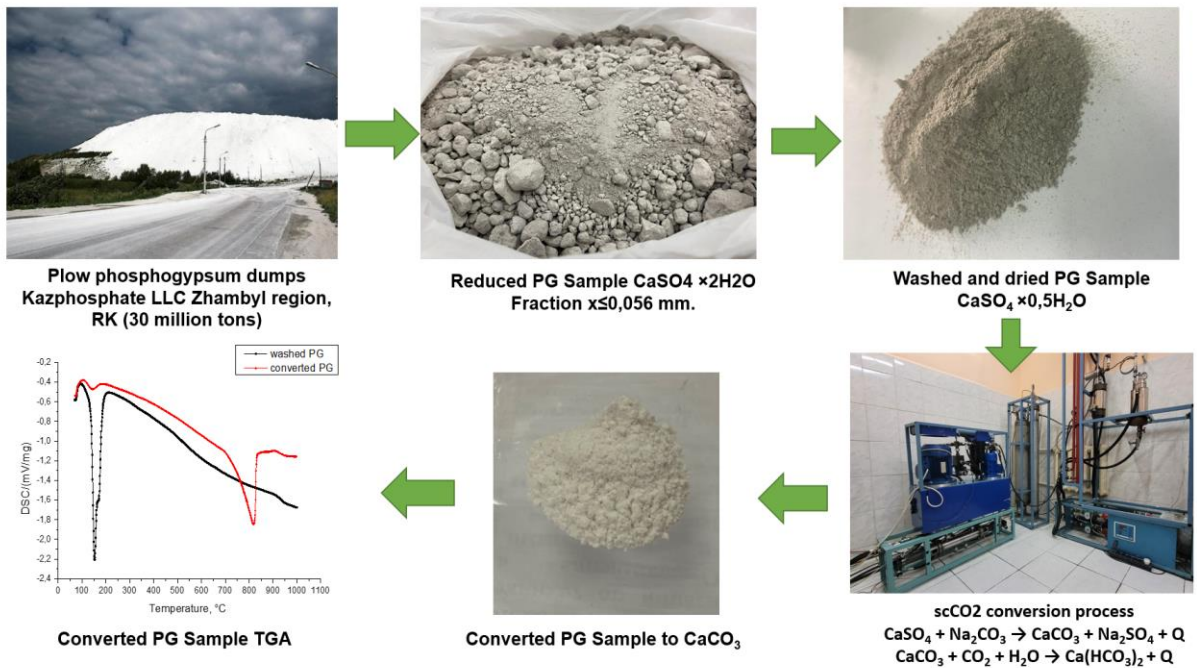 Plow phosphogypsum dumps
Kazphosphate LLC Zhambyl region,
RK (30 million tons)
Reduced PG Sample CaSO4 ×2H2O
Fraction x≤0,056 mm.
Washed and dried PG Sample
CaSO₄ ×0,5H₂O
scCO2 conversion process
CaSO₄ + Na₂CO₃ → CaCO₃ + Na₂SO₄ + Q
CaCO₃ + CO₂ + H₂O → Ca(HCO₃)₂ + Q
Converted PG Sample to CaCO₃
washed PG
converted PG
DSC/(mV/mg)
-0,2
-0,4
-0,6
-0,8
-1,0
-1,2
-1,4
-1,6
-1,8
-2,0
-2,2
-2,4
0 100 200 300 400 500 600 700 800 900 1000 1100
Temperature, °C
Converted PG Sample TGA